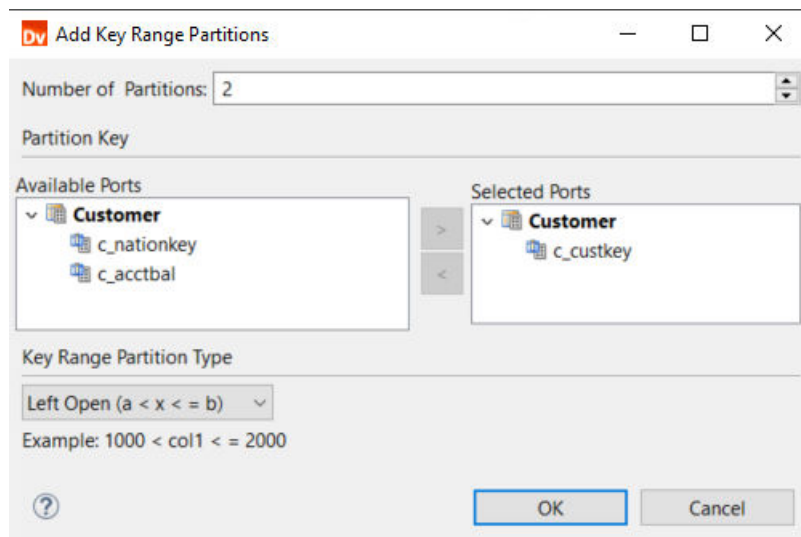 Dv Add Key Range Partitions
Number of Partitions: 2
Partition Key
Available Ports
Customer
c_nationkey
c_acctbal
>
<
Selected Ports
Customer
c_custkey
Key Range Partition Type
Left Open (a < x < = b)
Example: 1000 < col1 < = 2000
?
OK
Cancel